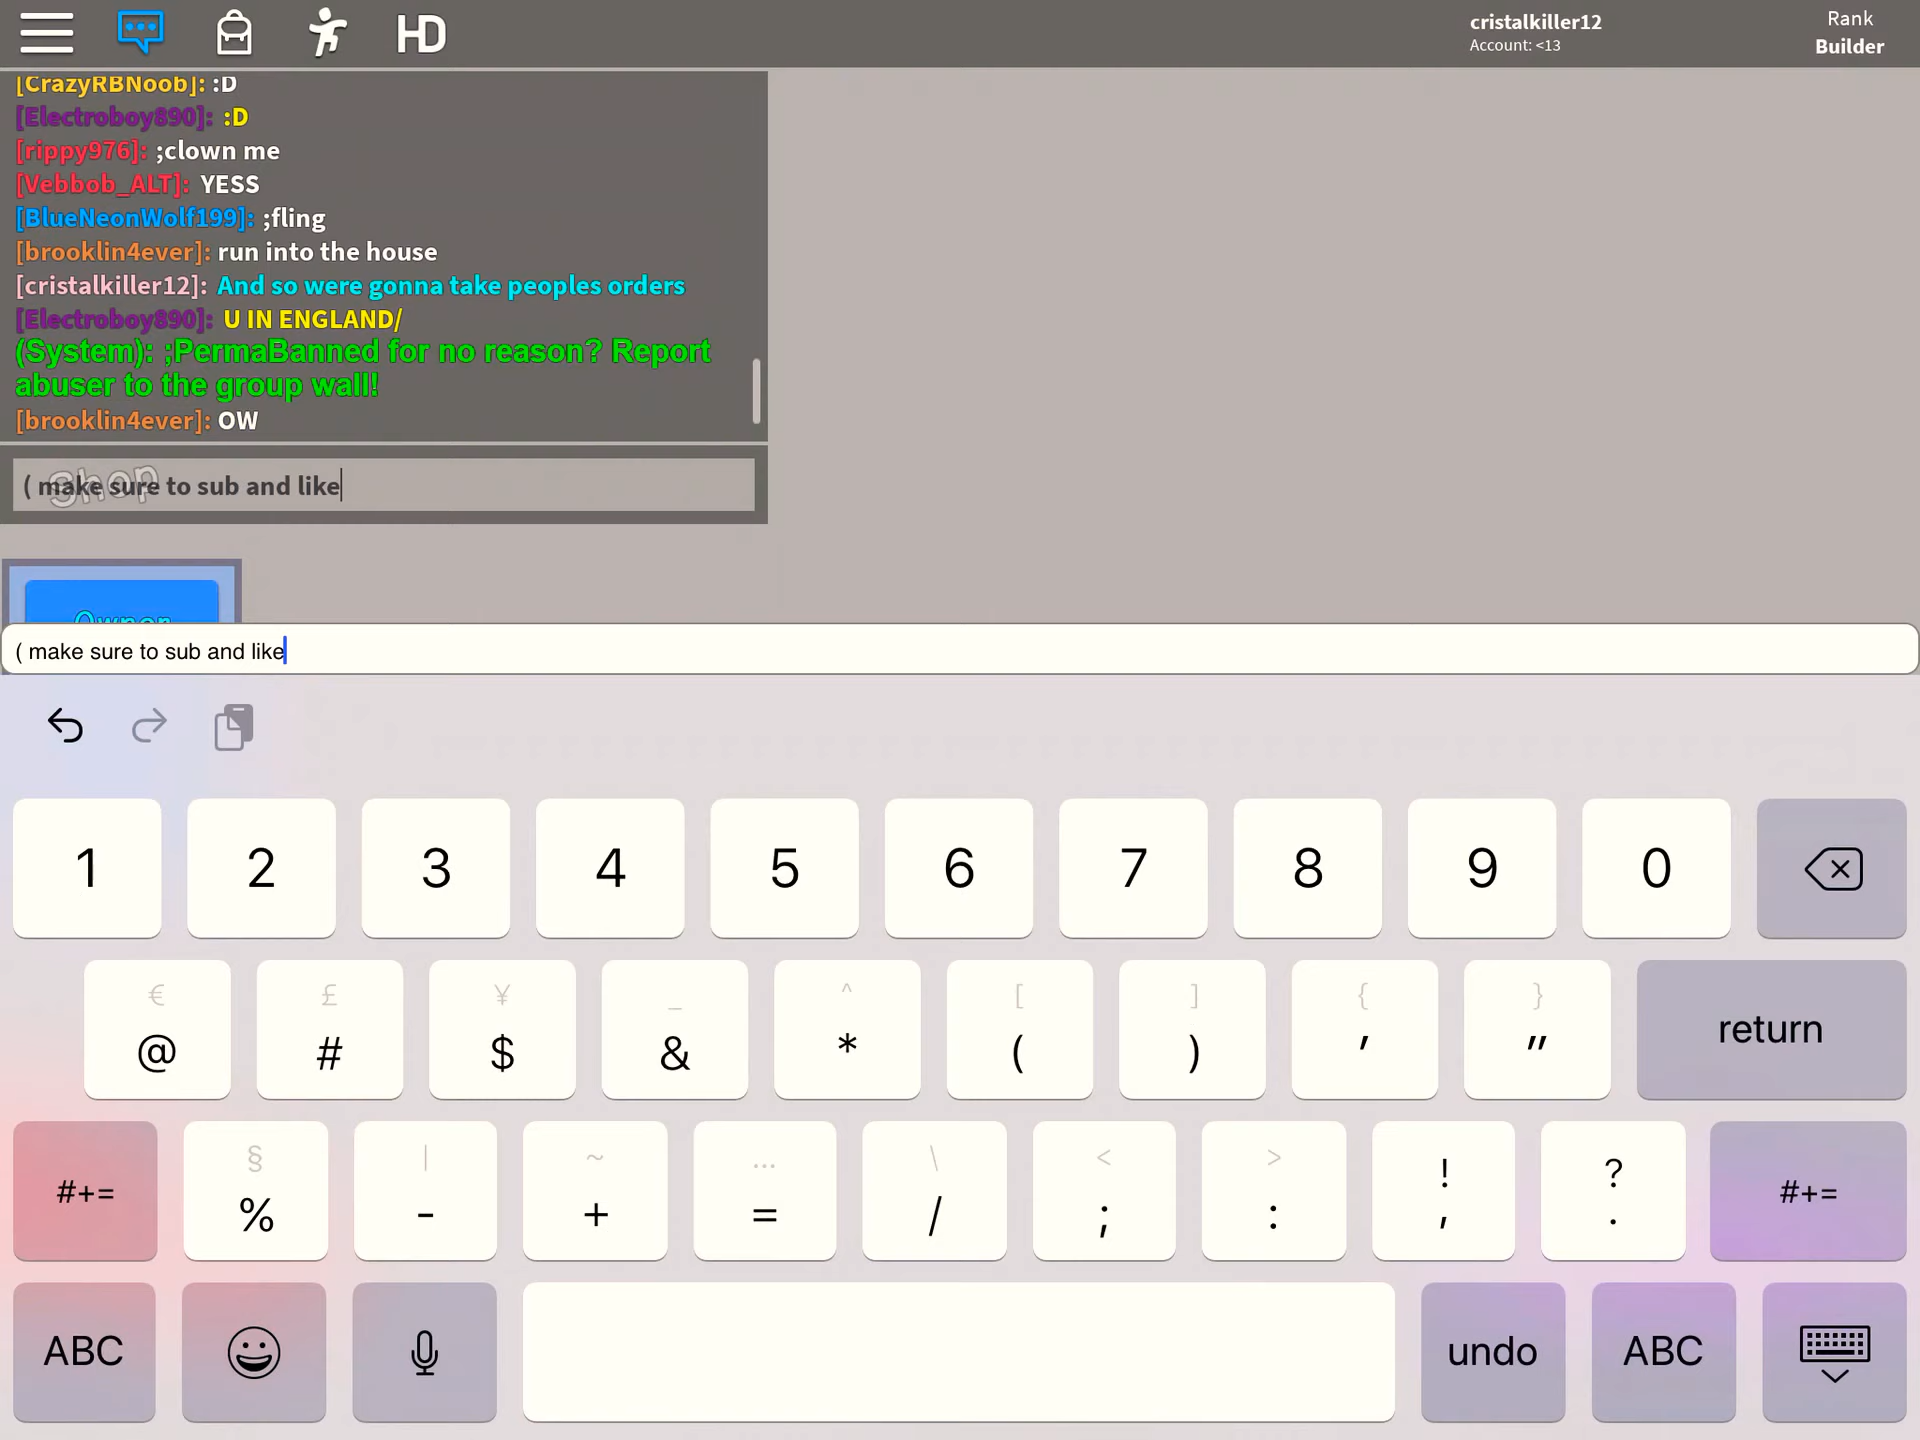 HD
cristalkiller12
Account: <13
Rank
Builder
[CrazyRBNoob]: :D
[Electroboy890]: :D
[rippy976]: ;clown me
[Vebbob_ALT]: YESS
[BlueNeonWolf199]: ;fling
[brooklin4ever]: run into the house
[cristalkiller12]: And so were gonna take peoples orders
[Electroboy890]: U IN ENGLAND/
(System): ;PermaBanned for no reason? Report
abuser to the group wall!
[brooklin4ever]: OW
Shop
( make sure to sub and like
Owner
( make sure to sub and like
1 2 3 4 5 6 7 8 9 0
€ £ ¥ _ ^ [ ] { }
@ # $ & * ( ) ' " return
§ | ~ … \ < > ! ?
#+= % - + = / ; : , . #+=
ABC undo ABC